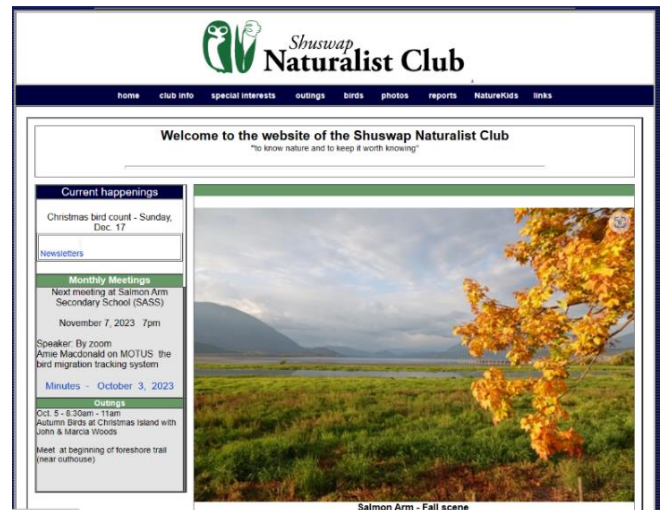 Shuswap
Naturalist Club
home club info special interests outings birds photos reports NatureKids links
Welcome to the website of the Shuswap Naturalist Club
"to know nature and to keep it worth knowing"
Current happenings
Christmas bird count - Sunday,
Dec. 17
Newsletters
Monthly Meetings
Next meeting at Salmon Arm
Secondary School (SASS)
November 7, 2023 7pm
Speaker: By zoom
Amie Macdonald on MOTUS the
bird migration tracking system
Minutes - October 3, 2023
Outings
Oct. 5 - 8:30am - 11am
Autumn Birds at Christmas Island with
John & Marcia Woods
Meet at beginning of foreshore trail
(near outhouse)
Salmon Arm - Fall scene